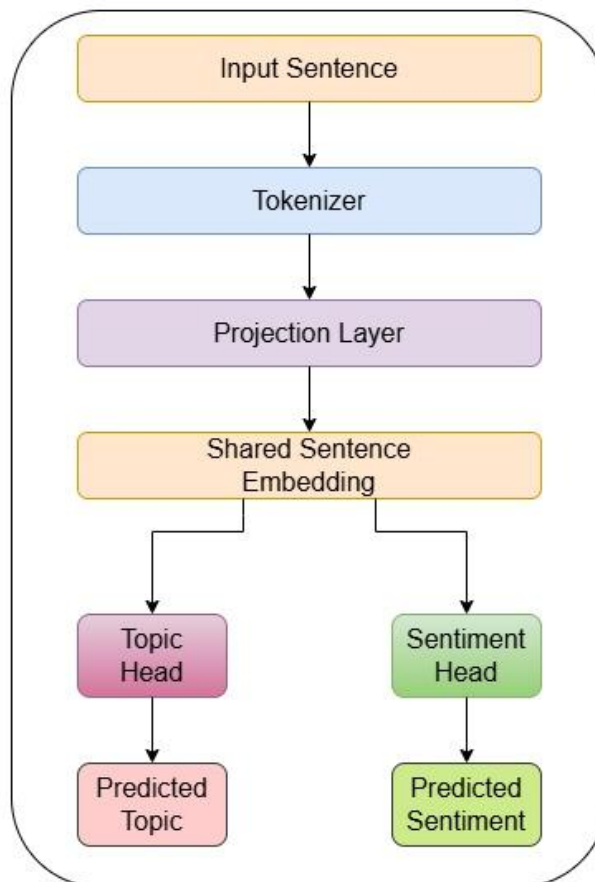 Input Sentence
Tokenizer
Projection Layer
Shared Sentence
Embedding
Topic
Head
Sentiment
Head
Predicted
Topic
Predicted
Sentiment